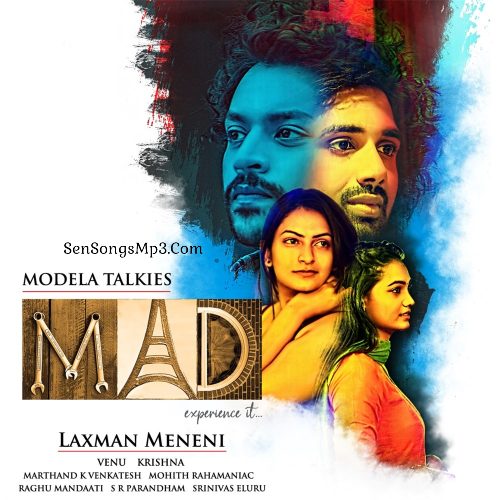 SenSongsMp3.Com
MODELA TALKIES
MAD
experience it...
LAXMAN MENENI
VENU KRISHNA
MARTHAND K VENKATESH MOHITH RAHAMANIAC
RAGHU MANDAATI S R PARANDHAM SRINIVAS ELURU